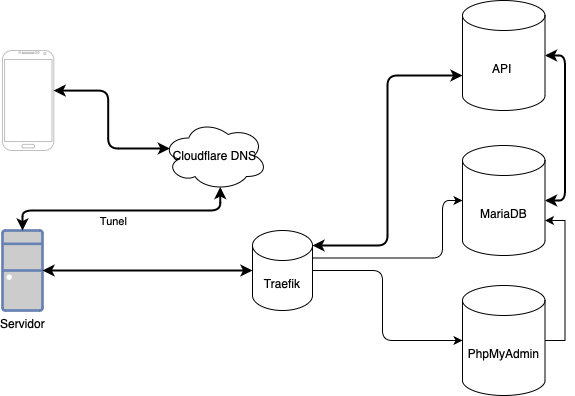 API
Cloudflare DNS
MariaDB
Tunel
Traefik
Servidor
PhpMyAdmin